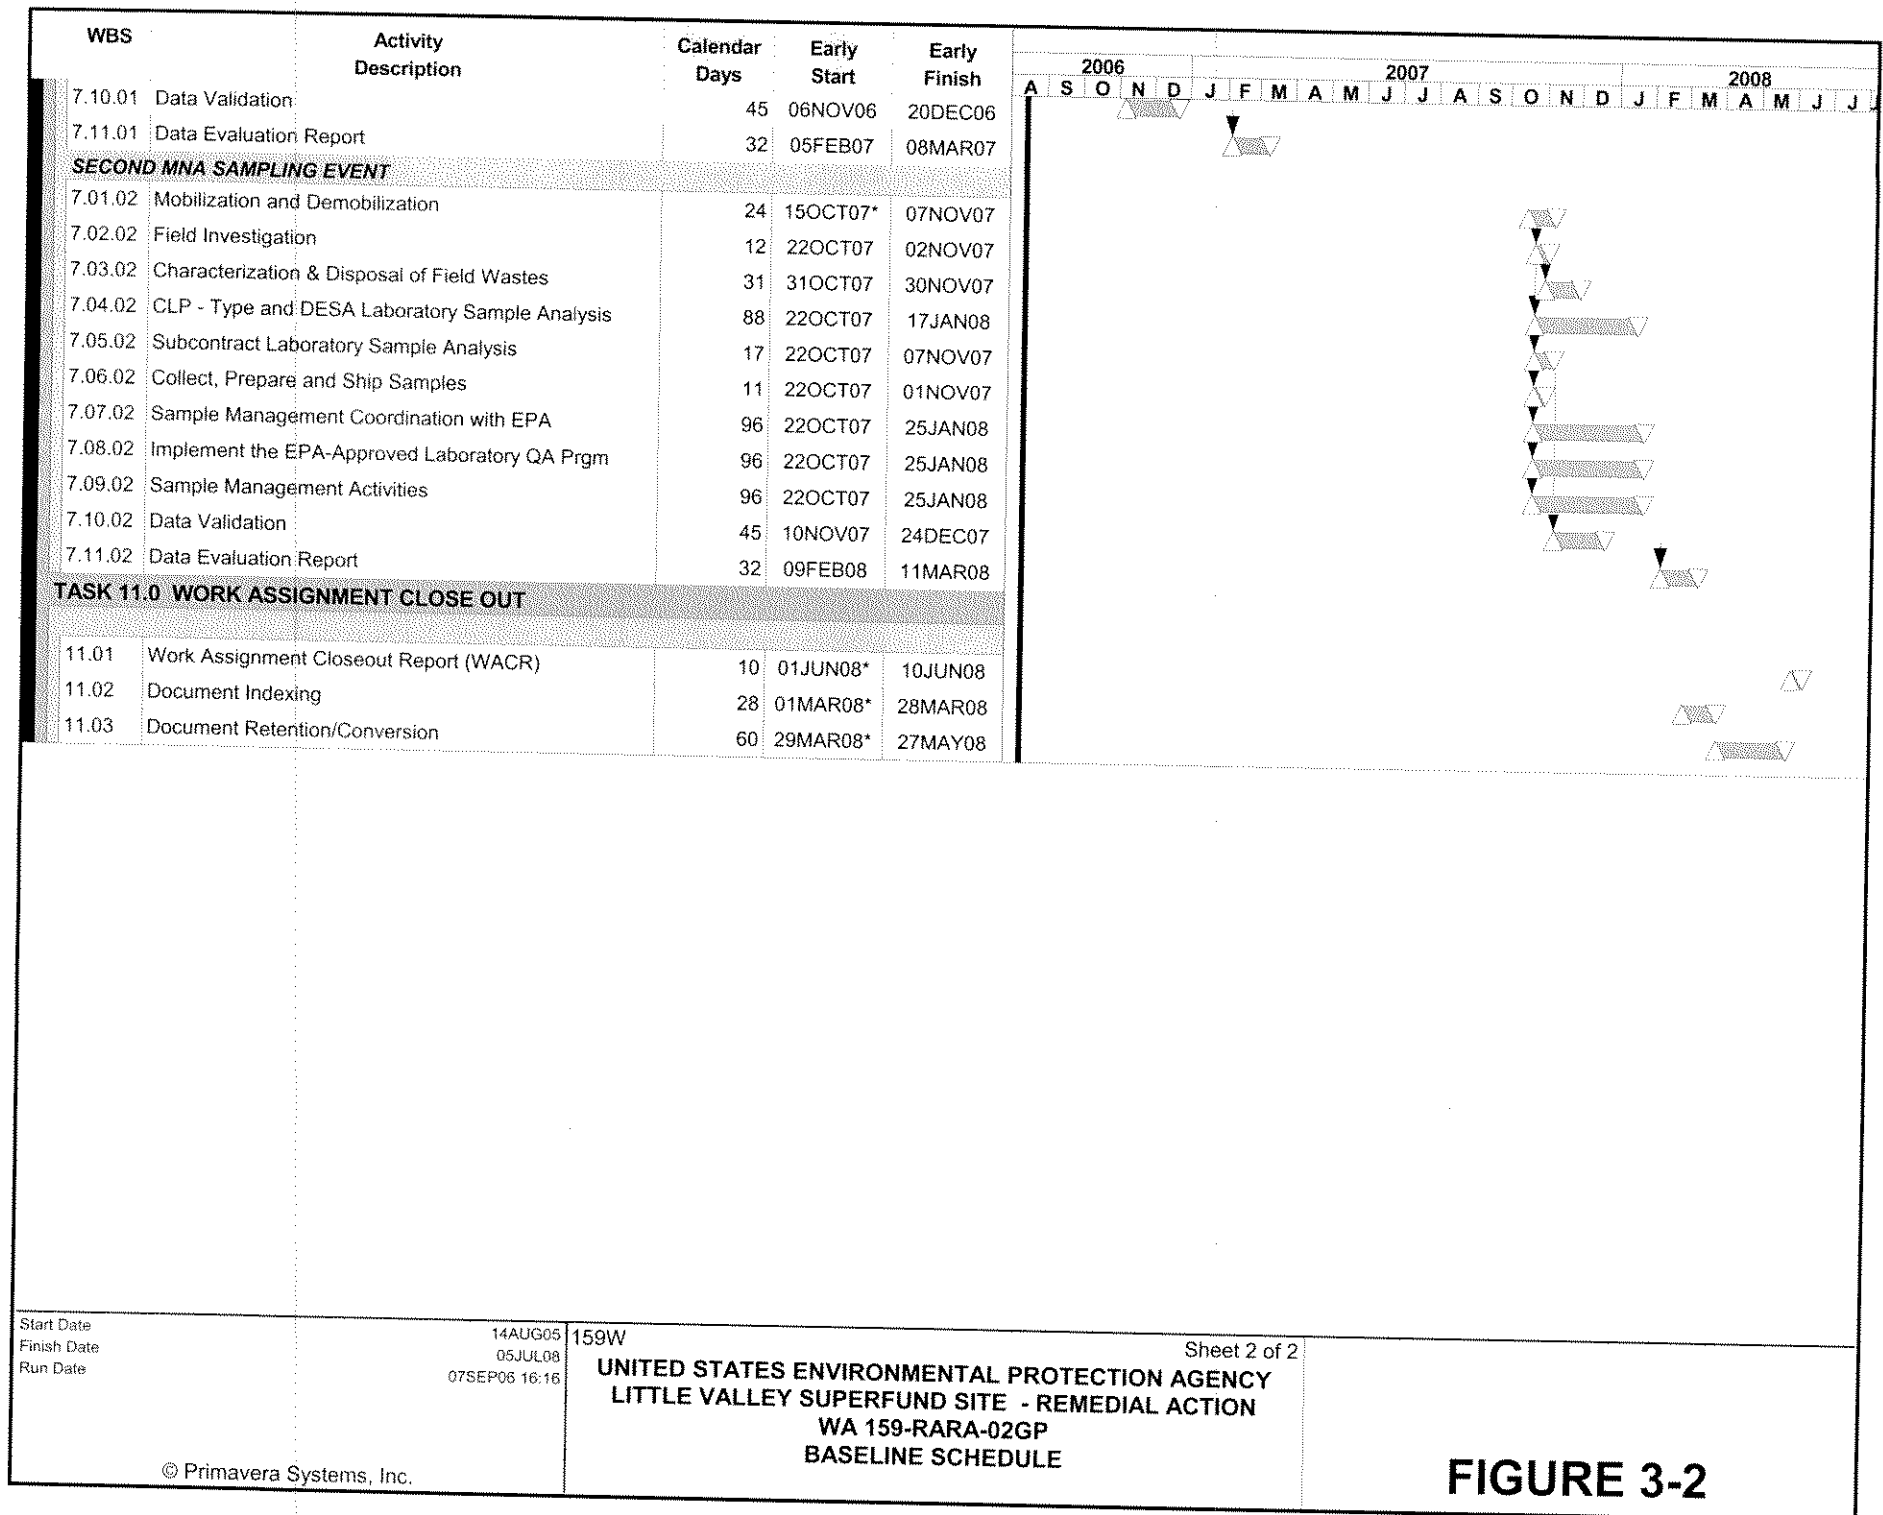 WBS Activity Description Calendar Days Early Start Early Finish
2006 2007 2008
A S O N D J F M A M J J A S O N D J F M A M J J
7.10.01 Data Validation 45 06NOV06 20DEC06
7.11.01 Data Evaluation Report 32 05FEB07 08MAR07
SECOND MNA SAMPLING EVENT
7.01.02 Mobilization and Demobilization 24 15OCT07* 07NOV07
7.02.02 Field Investigation 12 22OCT07 02NOV07
7.03.02 Characterization & Disposal of Field Wastes 31 31OCT07 30NOV07
7.04.02 CLP - Type and DESA Laboratory Sample Analysis 88 22OCT07 17JAN08
7.05.02 Subcontract Laboratory Sample Analysis 17 22OCT07 07NOV07
7.06.02 Collect, Prepare and Ship Samples 11 22OCT07 01NOV07
7.07.02 Sample Management Coordination with EPA 96 22OCT07 25JAN08
7.08.02 Implement the EPA-Approved Laboratory QA Prgm 96 22OCT07 25JAN08
7.09.02 Sample Management Activities 96 22OCT07 25JAN08
7.10.02 Data Validation 45 10NOV07 24DEC07
7.11.02 Data Evaluation Report 32 09FEB08 11MAR08
TASK 11.0 WORK ASSIGNMENT CLOSE OUT
11.01 Work Assignment Closeout Report (WACR) 10 01JUN08* 10JUN08
11.02 Document Indexing 28 01MAR08* 28MAR08
11.03 Document Retention/Conversion 60 29MAR08* 27MAY08
Start Date 14AUG05
Finish Date 05JUL08
Run Date 07SEP06 16:16
© Primavera Systems, Inc.
159W
Sheet 2 of 2
UNITED STATES ENVIRONMENTAL PROTECTION AGENCY
LITTLE VALLEY SUPERFUND SITE - REMEDIAL ACTION
WA 159-RARA-02GP
BASELINE SCHEDULE
FIGURE 3-2